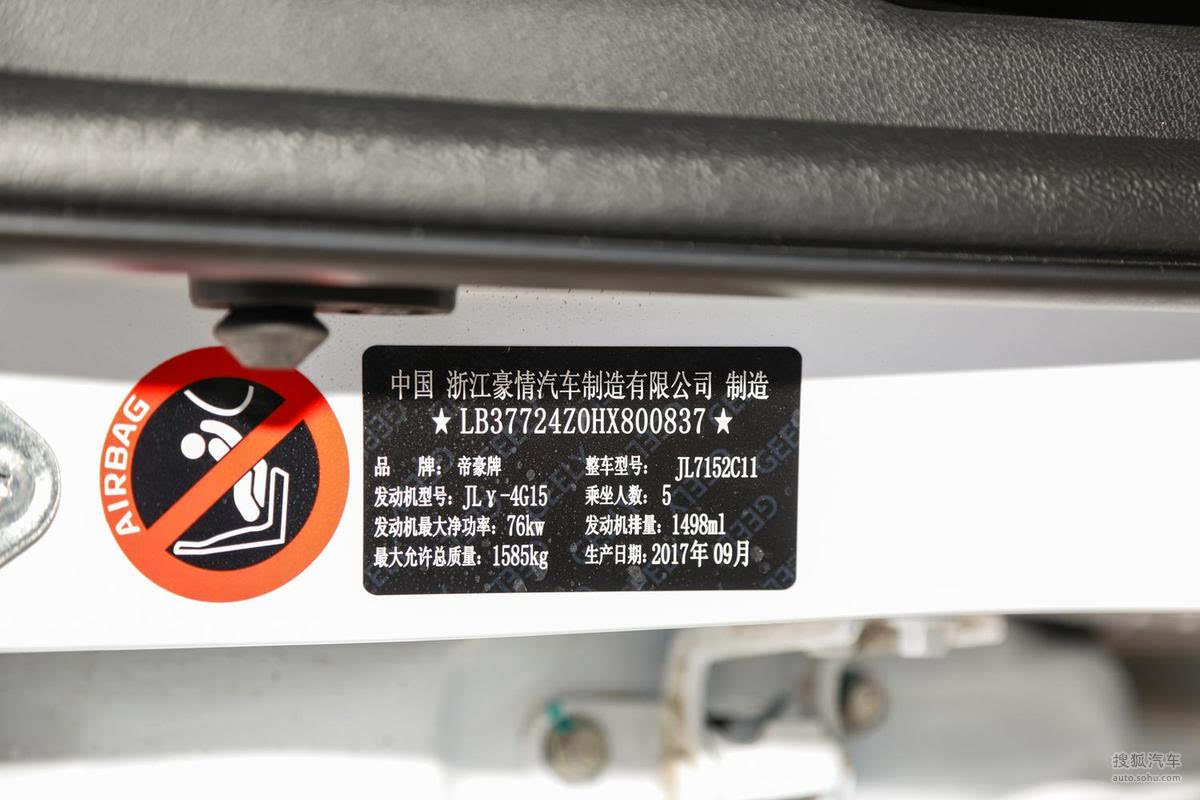 AIRBAG
中国 浙江豪情汽车制造有限公司 制造
★LB37724Z0HX800837★
品 牌: 帝豪牌 整车型号: JL7152C11
发动机型号: JLγ-4G15 乘坐人数: 5
发动机最大净功率: 76kw 发动机排量: 1498ml
最大允许总质量: 1585kg 生产日期: 2017年 09月
GEELY
搜狐汽车
auto.sohu.com